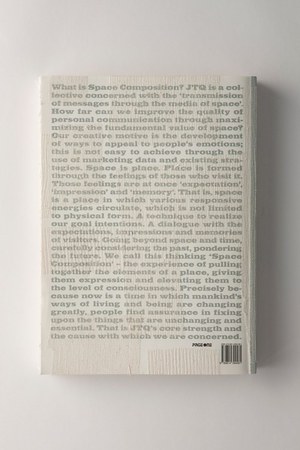 What is Space Composition? JTQ is a col-
lective concerned with the 'transmission
of messages through the media of space'.
How far can we improve the quality of
personal communication through maxi-
mizing the fundamental value of space?
Our creative motive is the development
of ways to appeal to people's emotions;
this is not easy to achieve through the
use of marketing data and existing stra-
tegies. Space is place. Place is formed
through the feelings of those who visit it.
Those feelings are at once 'expectation',
'impression' and 'memory'. That is, space
is a place in which various responsive
energies circulate, which is not limited
to physical form. A technique to realize
our goal intentions. A dialogue with the
expectations, impressions and memories
of visitors. Going beyond space and time,
carefully considering the past, pondering
the future. We call this thinking 'Space
Composition' – the experience of pulling
together the elements of a place, giving
them expression and elevating them to
the level of consciousness. Precisely be-
cause now is a time in which mankind's
ways of living and being are changing
greatly, people find assurance in fixing
upon the things that are unchanging and
essential. That is JTQ's core strength and
the cause with which we are concerned.